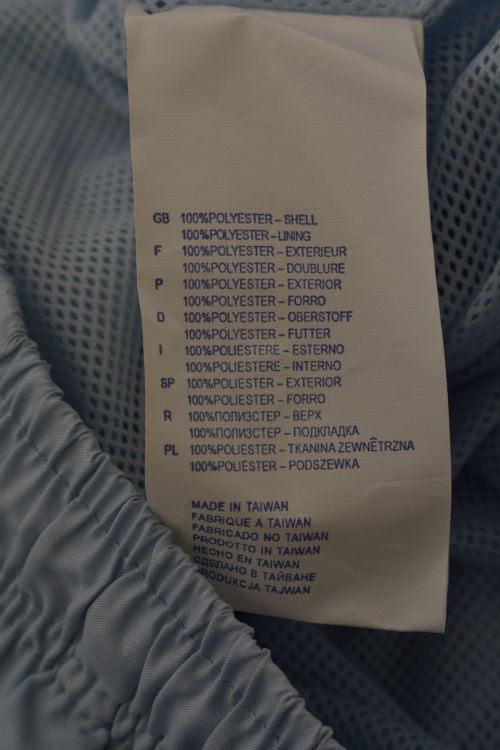 GB 100%POLYESTER – SHELL
100%POLYESTER – LINING
F 100%POLYESTER – EXTERIEUR
100%POLYESTER – DOUBLURE
P 100%POLYESTER – EXTERIOR
100%POLYESTER – FORRO
D 100%POLYESTER – OBERSTOFF
100%POLYESTER – FUTTER
I 100%POLIESTERE – ESTERNO
100%POLIESTERE – INTERNO
SP 100%POLIESTER – EXTERIOR
100%POLIESTER – FORRO
R 100%ПОЛИЗСТЕР – ВЕРХ
100%ПОЛИЗСТЕР – ПОДКЛАДКА
PL 100%POLIESTER – TKANINA ZEWNÊTRZNA
100%POLIESTER – PODSZEWKA
MADE IN TAIWAN
FABRIQUE A TAIWAN
FABRICADO NO TAIWAN
PRODOTTO IN TAIWAN
HECHO EN TAIWAN
СДЕЛАНО В ТАЙВАНЕ
PRODUKCJA TAJWAN